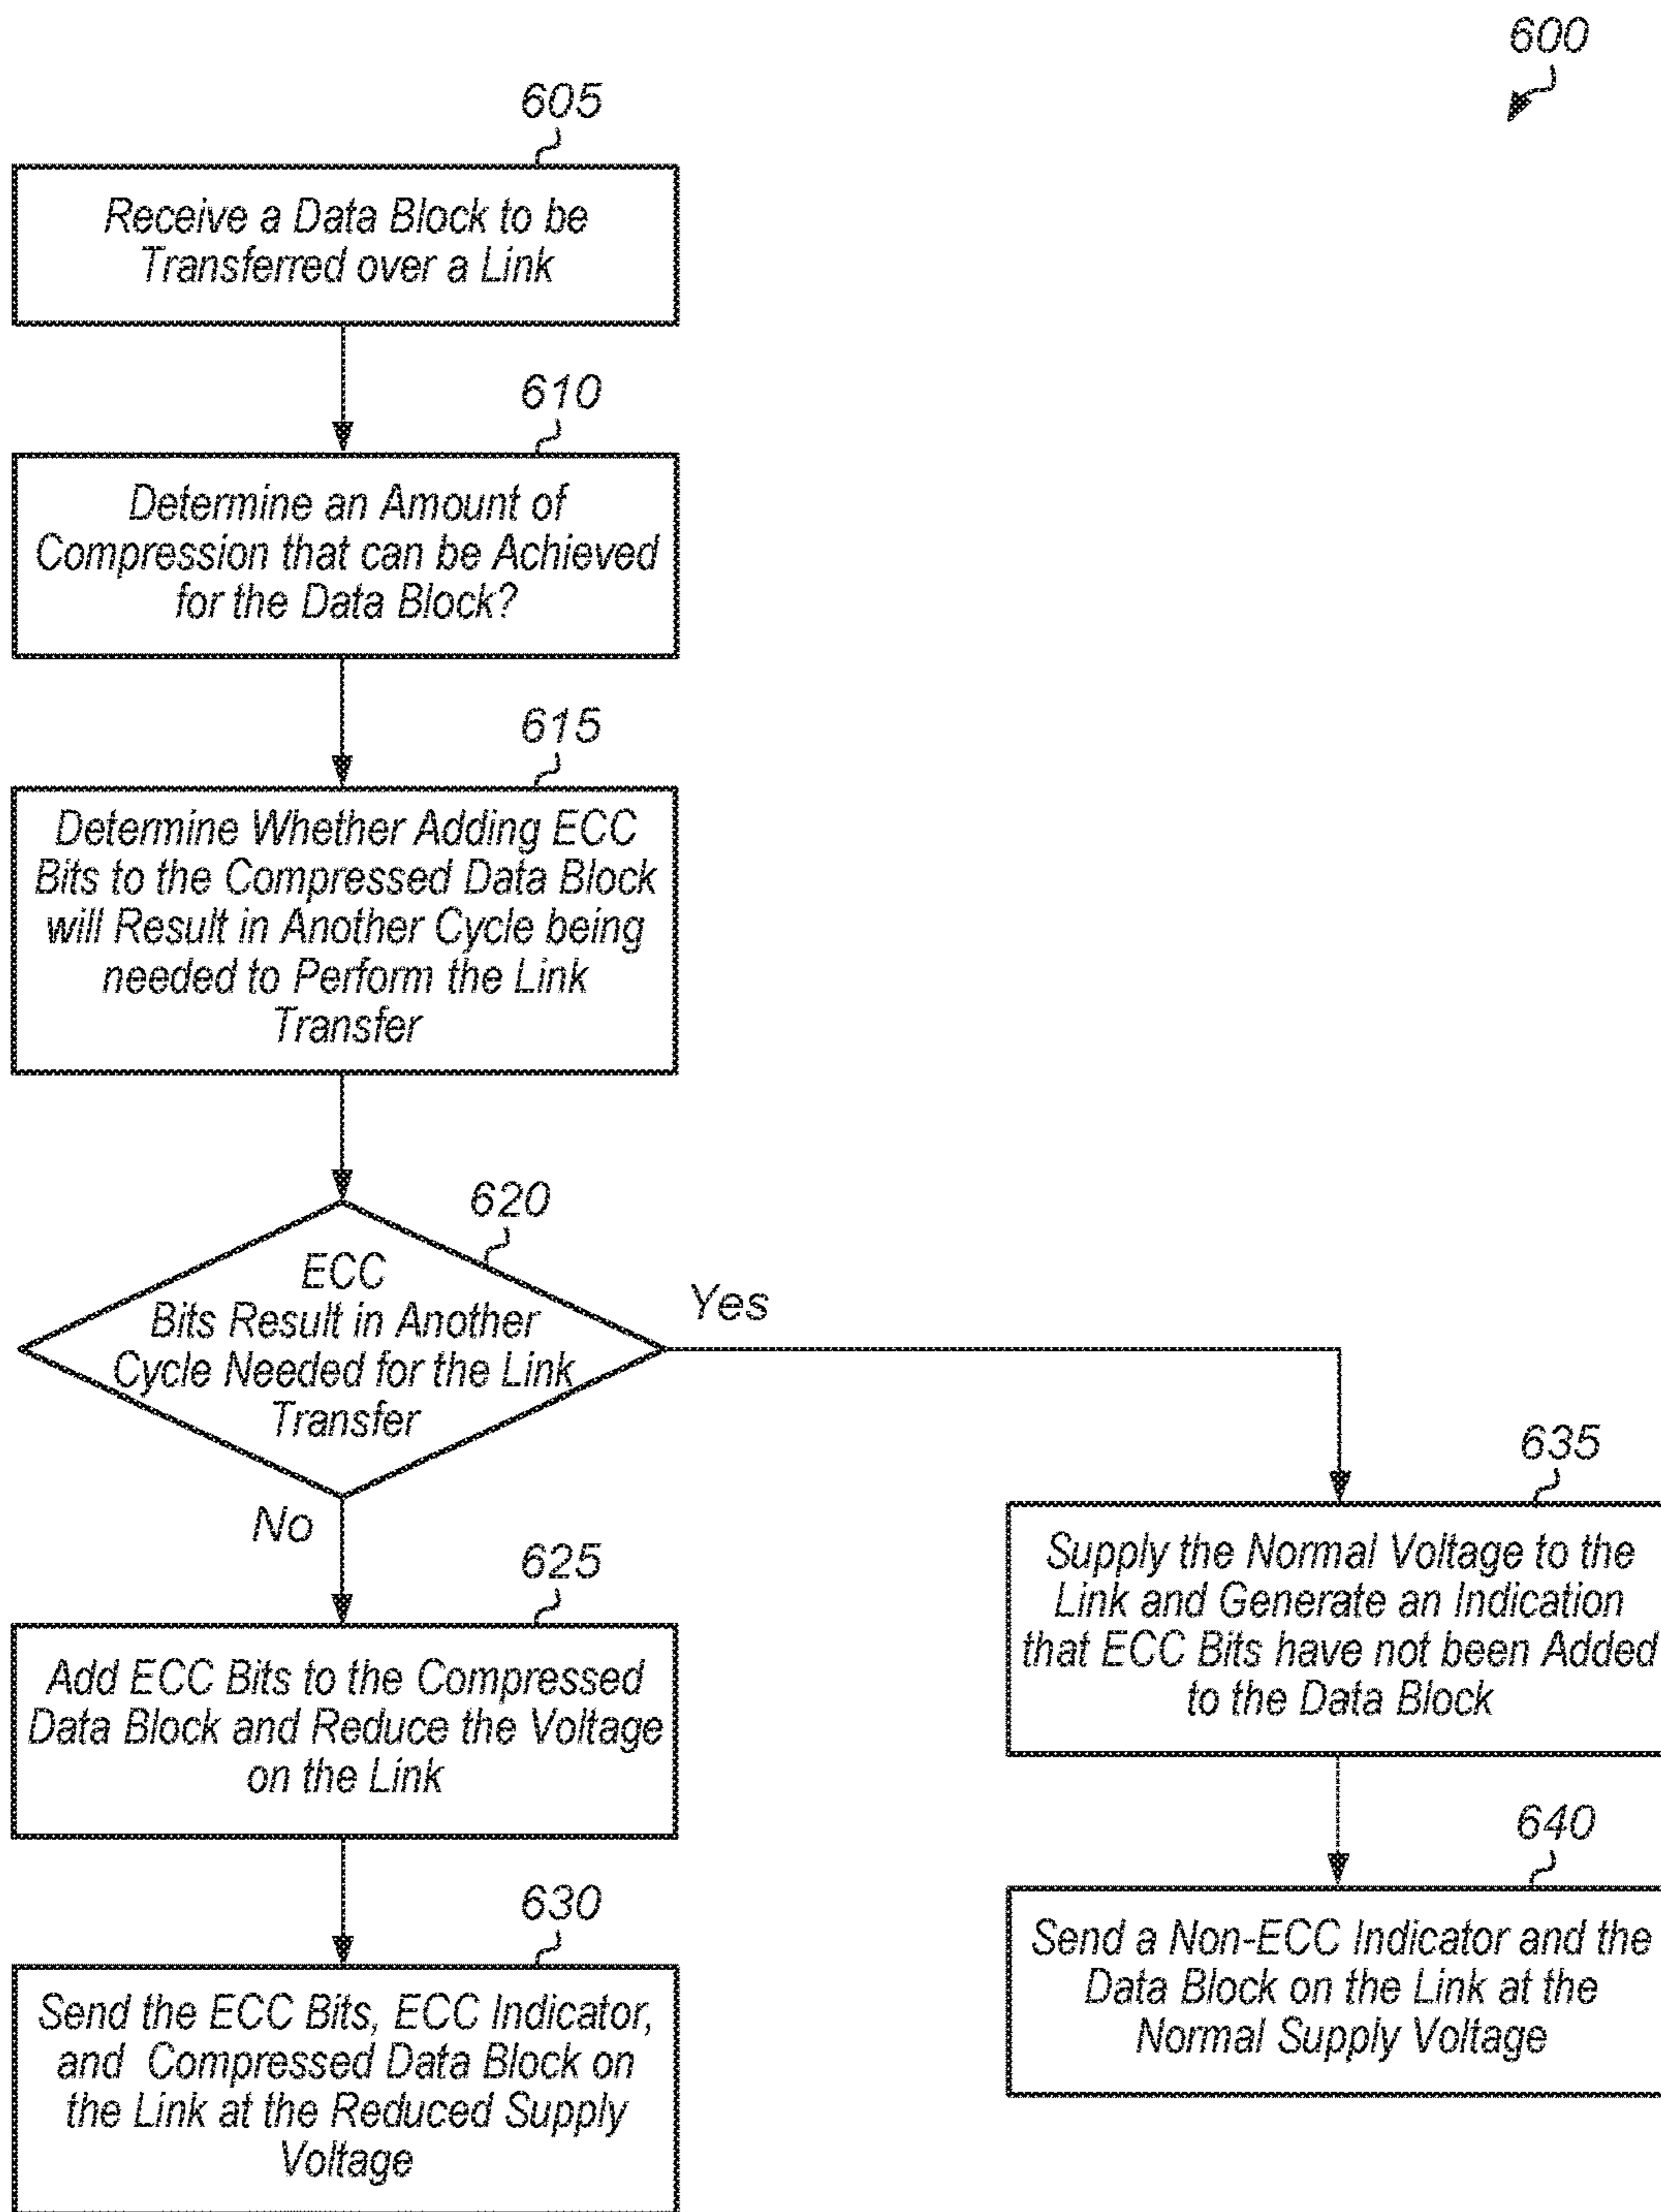 600
605
Receive a Data Block to be
Transferred over a Link
610
Determine an Amount of
Compression that can be Achieved
for the Data Block?
615
Determine Whether Adding ECC
Bits to the Compressed Data Block
will Result in Another Cycle being
needed to Perform the Link
Transfer
620
ECC
Bits Result in Another
Cycle Needed for the Link
Transfer
Yes
No
625
Add ECC Bits to the Compressed
Data Block and Reduce the Voltage
on the Link
630
Send the ECC Bits, ECC Indicator,
and Compressed Data Block on
the Link at the Reduced Supply
Voltage
635
Supply the Normal Voltage to the
Link and Generate an Indication
that ECC Bits have not been Added
to the Data Block
640
Send a Non-ECC Indicator and the
Data Block on the Link at the
Normal Supply Voltage